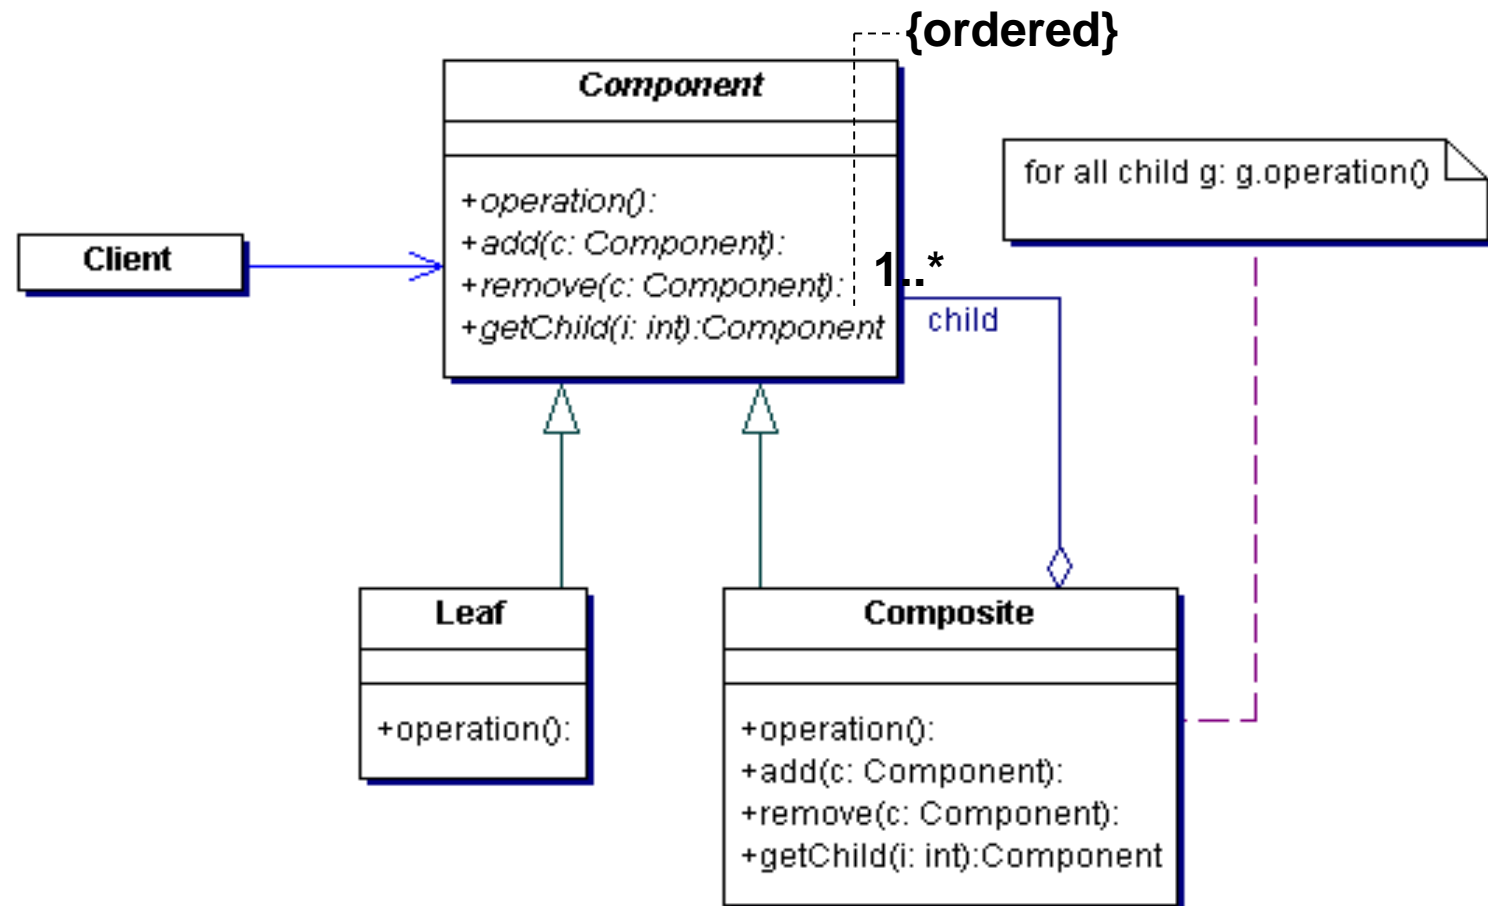 {ordered}
Component
+operation():
+add(c: Component):
+remove(c: Component):
+getChild(i: int):Component
Client
1..*
child
for all child g: g.operation()
Leaf
+operation():
Composite
+operation():
+add(c: Component):
+remove(c: Component):
+getChild(i: int):Component